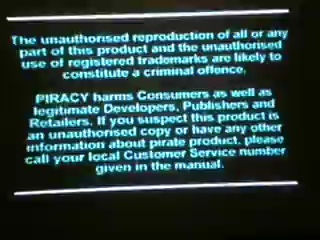 The unauthorised reproduction of all or any
part of this product and the unauthorised
use of registered trademarks are likely to
constitute a criminal offence.
PIRACY harms Consumers as well as
legitimate Developers, Publishers and
Retailers. If you suspect this product is
an unauthorised copy or have any other
information about pirate product, please
call your local Customer Service number
given in the manual.